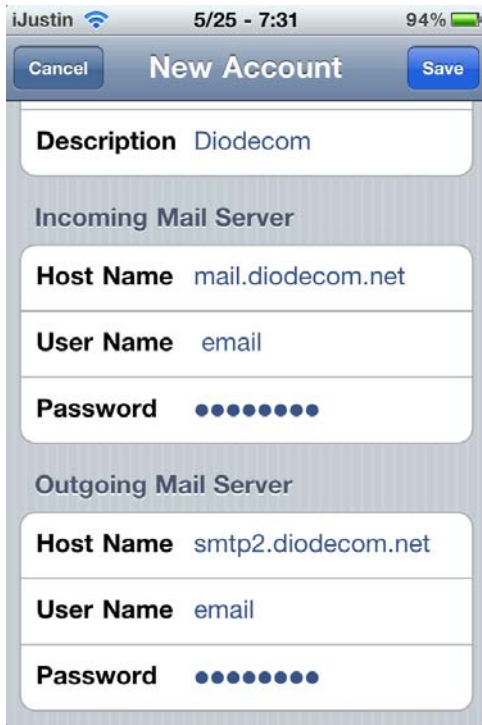 iJustin 5/25 - 7:31 94%
Cancel New Account Save
Description Diodecom
Incoming Mail Server
Host Name mail.diodecom.net
User Name email
Password ●●●●●●●●
Outgoing Mail Server
Host Name smtp2.diodecom.net
User Name email
Password ●●●●●●●●